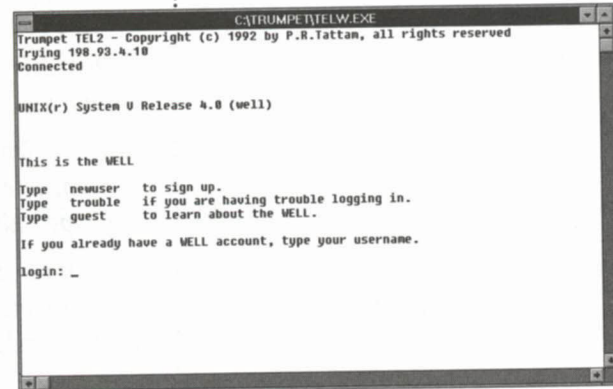 C:\TRUMPET\TELW.EXE
Trumpet TEL2 - Copyright (c) 1992 by P.R.Tattam, all rights reserved
Trying 198.93.4.10
Connected
UNIX(r) System V Release 4.0 (well)
This is the WELL
Type newuser to sign up.
Type trouble if you are having trouble logging in.
Type guest to learn about the WELL.
If you already have a WELL account, type your username.
login: _